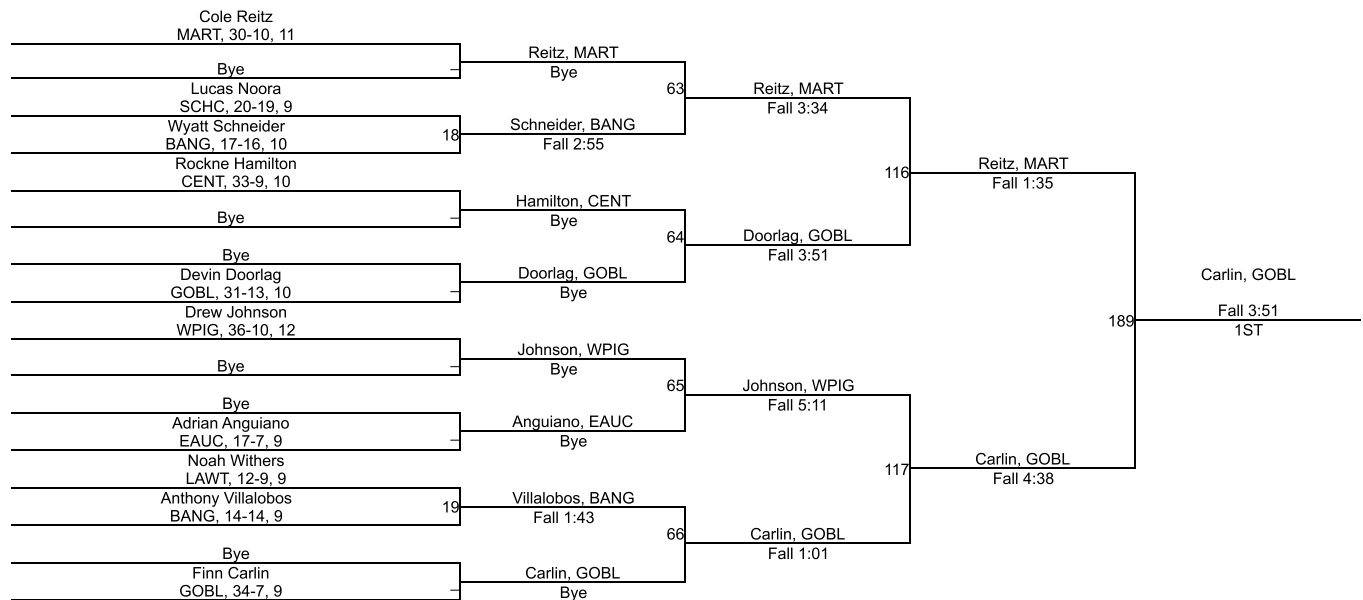 Cole Reitz
MART, 30-10, 11
Bye
Lucas Noora
SCHC, 20-19, 9
Wyatt Schneider
BANG, 17-16, 10
Rockne Hamilton
CENT, 33-9, 10
Bye
Bye
Devin Doorlag
GOBL, 31-13, 10
Drew Johnson
WPIG, 36-10, 12
Bye
Bye
Adrian Anguiano
EAUC, 17-7, 9
Noah Withers
LAWT, 12-9, 9
Anthony Villalobos
BANG, 14-14, 9
Bye
Finn Carlin
GOBL, 34-7, 9
–
18
–
–
–
–
19
–
Reitz, MART
Bye
Schneider, BANG
Fall 2:55
Hamilton, CENT
Bye
Doorlag, GOBL
Bye
Johnson, WPIG
Bye
Anguiano, EAUC
Bye
Villalobos, BANG
Fall 1:43
Carlin, GOBL
Bye
63
64
65
66
Reitz, MART
Fall 3:34
Doorlag, GOBL
Fall 3:51
Johnson, WPIG
Fall 5:11
Carlin, GOBL
Fall 1:01
116
117
Reitz, MART
Fall 1:35
Carlin, GOBL
Fall 4:38
189
Carlin, GOBL
Fall 3:51
1ST